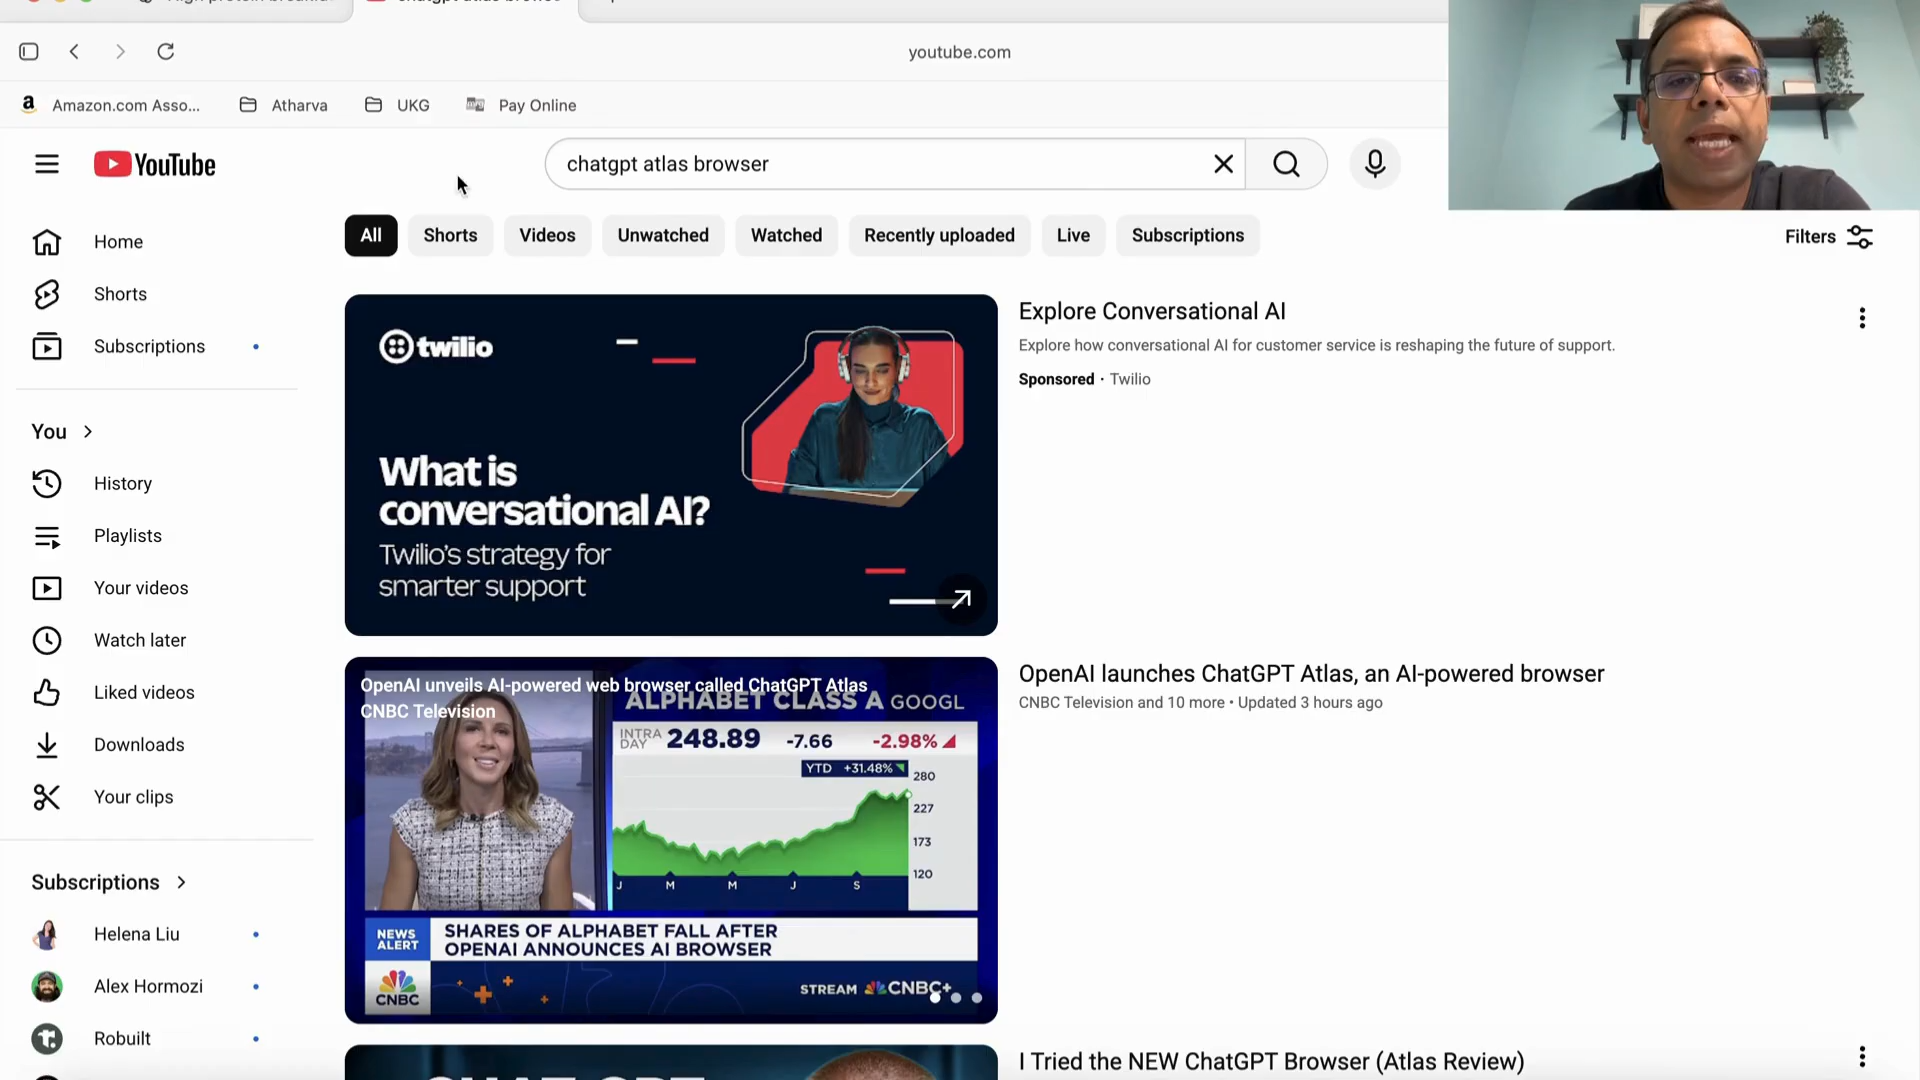 youtube.com
Amazon.com Asso...
Atharva
UKG
Pay Online
YouTube
chatgpt atlas browser
All
Shorts
Videos
Unwatched
Watched
Recently uploaded
Live
Subscriptions
Filters
Home
Shorts
Subscriptions
You
History
Playlists
Your videos
Watch later
Liked videos
Downloads
Your clips
Subscriptions
Helena Liu
Alex Hormozi
Robuilt
twilio
What is
conversational AI?
Twilio's strategy for
smarter support
Explore Conversational AI
Explore how conversational AI for customer service is reshaping the future of support.
Sponsored · Twilio
OpenAI unveils AI-powered web browser called ChatGPT Atlas
CNBC Television
ALPHABET CLASS A GOOGL
INTRA DAY 248.89 -7.66 -2.98%
YTD +31.48%
280
227
173
120
J M M J S
NEWS ALERT
SHARES OF ALPHABET FALL AFTER
OPENAI ANNOUNCES AI BROWSER
CNBC
STREAM CNBC+
OpenAI launches ChatGPT Atlas, an AI-powered browser
CNBC Television and 10 more • Updated 3 hours ago
I Tried the NEW ChatGPT Browser (Atlas Review)